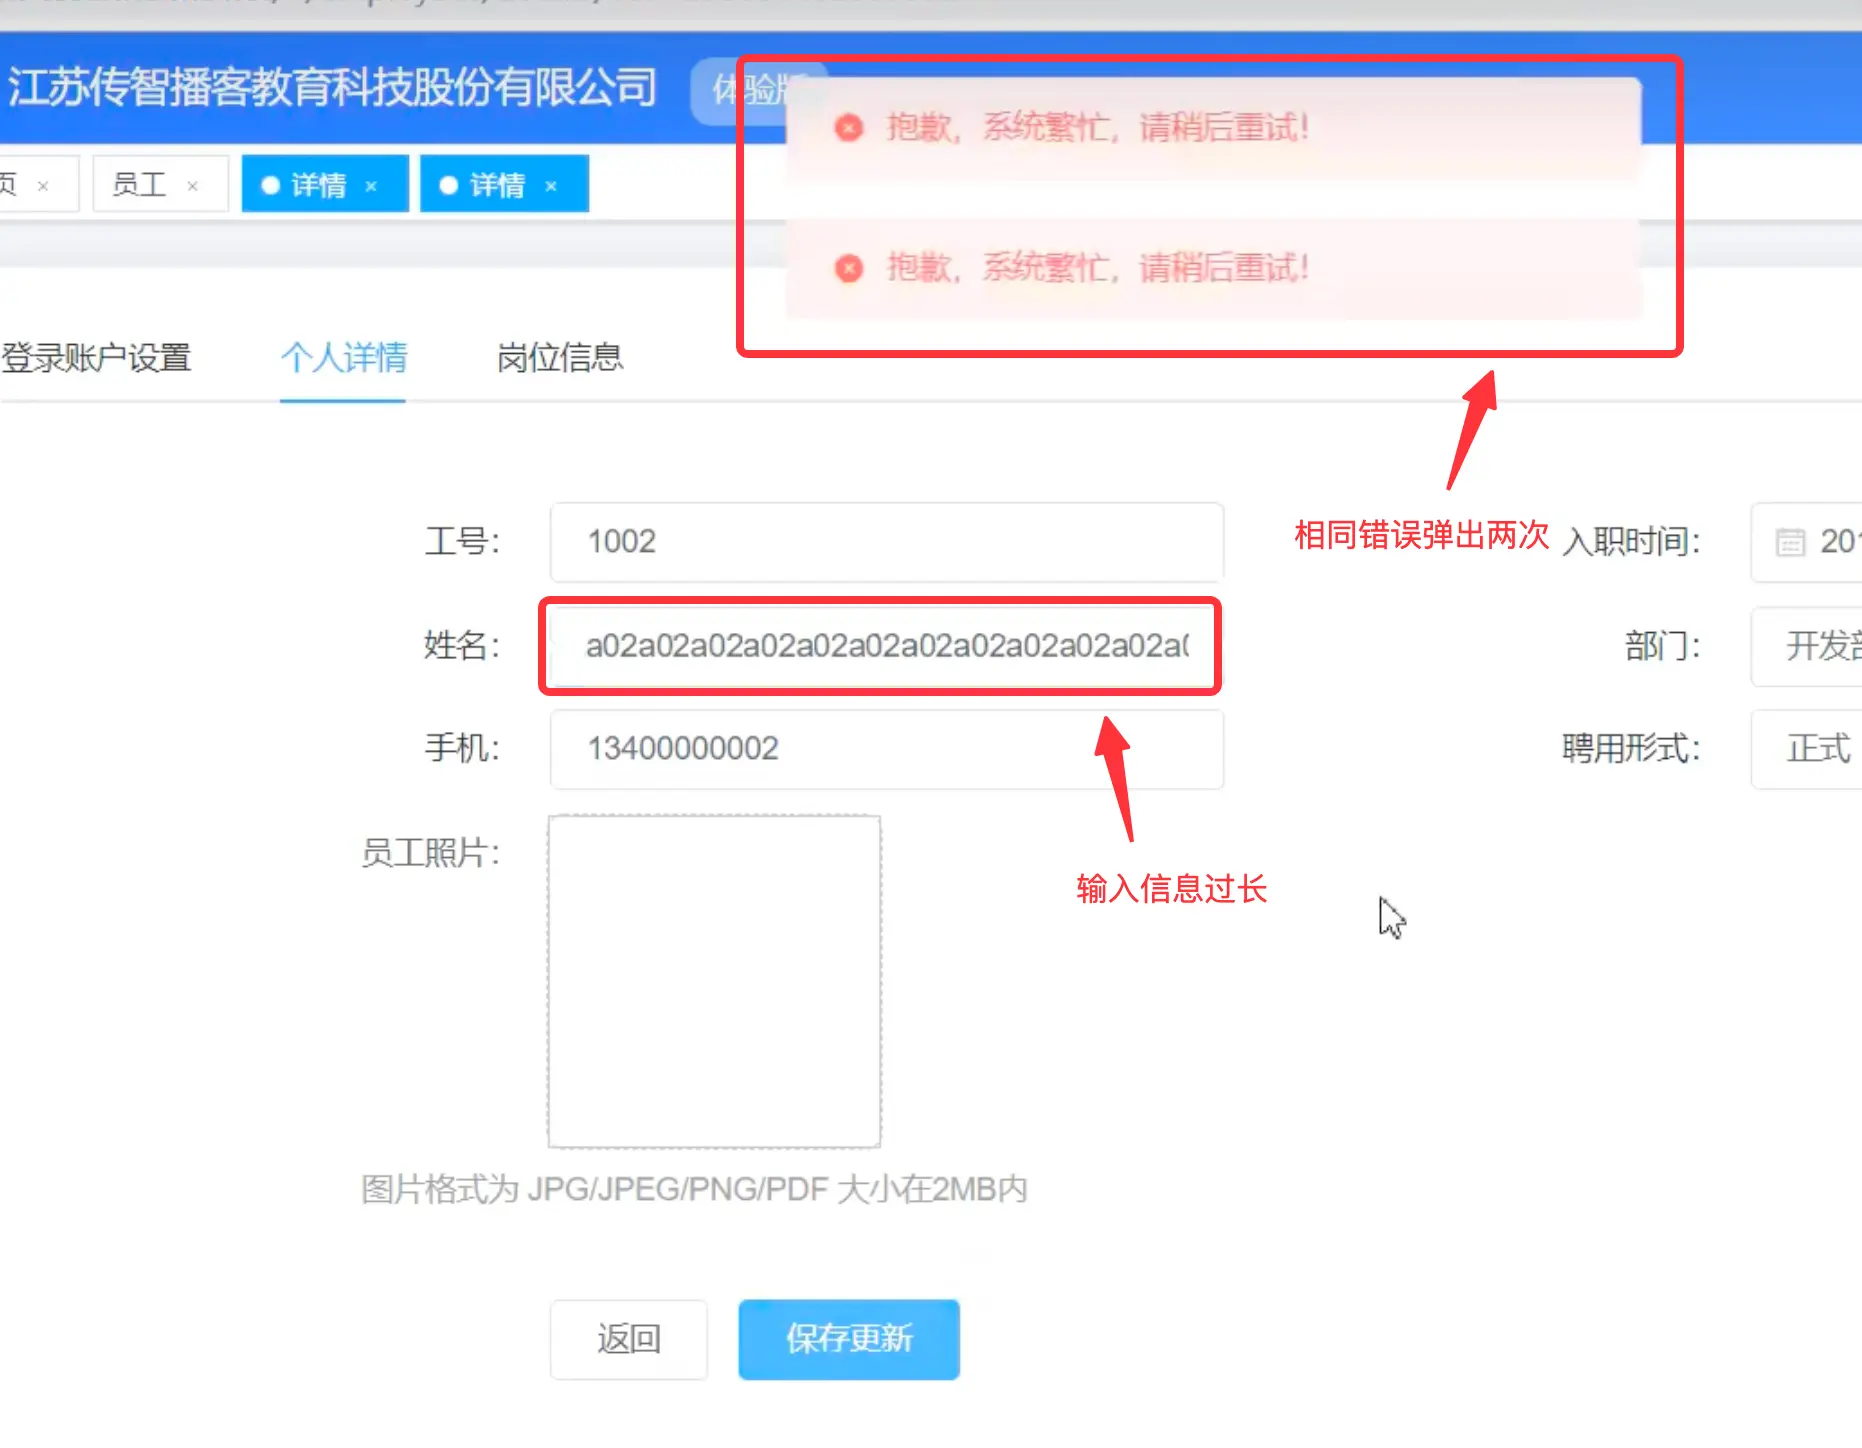 江苏传智播客教育科技股份有限公司
体验版
抱歉，系统繁忙，请稍后重试！
页 ×
员工 ×
详情 ×
详情 ×
抱歉，系统繁忙，请稍后重试！
登录账户设置
个人详情
岗位信息
相同错误弹出两次
工号：
1002
入职时间：
201
姓名：
a02a02a02a02a02a02a02a02a02a02a02a0
部门：
开发部
手机：
13400000002
聘用形式：
正式
员工照片：
输入信息过长
图片格式为 JPG/JPEG/PNG/PDF 大小在2MB内
返回
保存更新